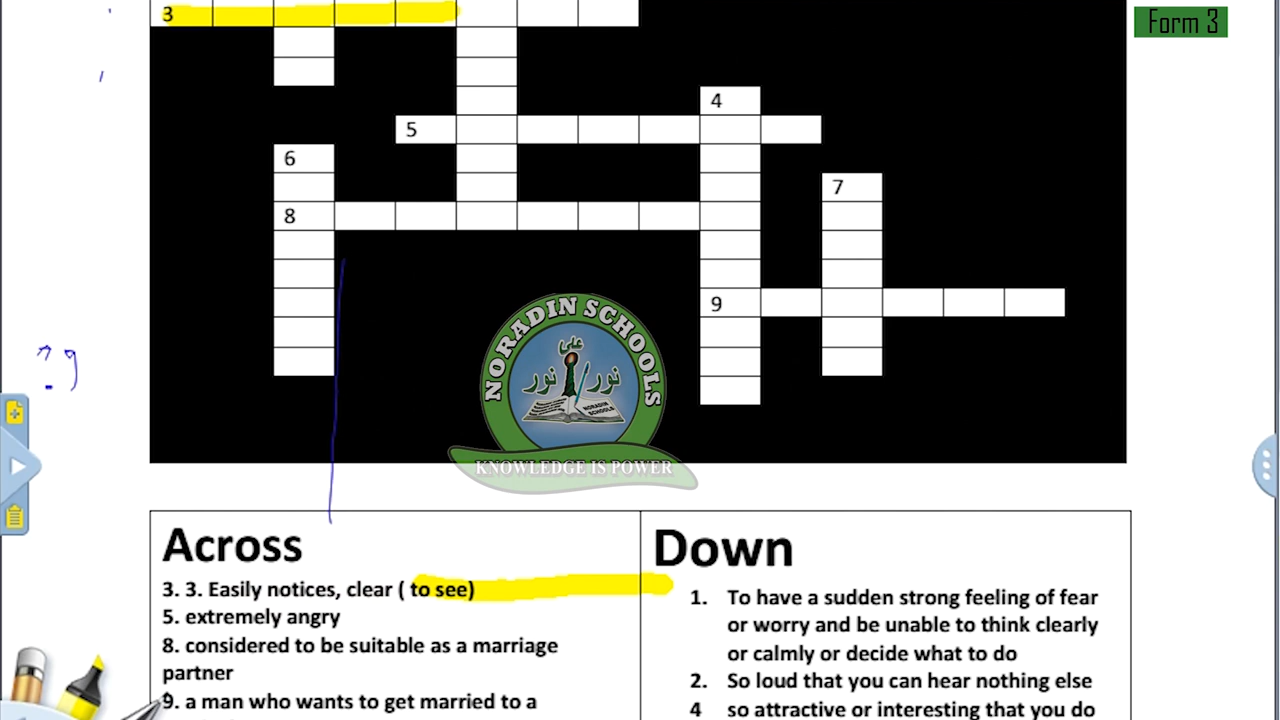 3
Form 3
4
5
6
7
8
9
NORADIN SCHOOLS
على
نور نور
NORADIN
SCHOOLS
KNOWLEDGE IS POWER
Across
3. 3. Easily notices, clear ( to see)
5. extremely angry
8. considered to be suitable as a marriage
partner
9. a man who wants to get married to a
Down
1. To have a sudden strong feeling of fear
or worry and be unable to think clearly
or calmly or decide what to do
2. So loud that you can hear nothing else
4 so attractive or interesting that you do